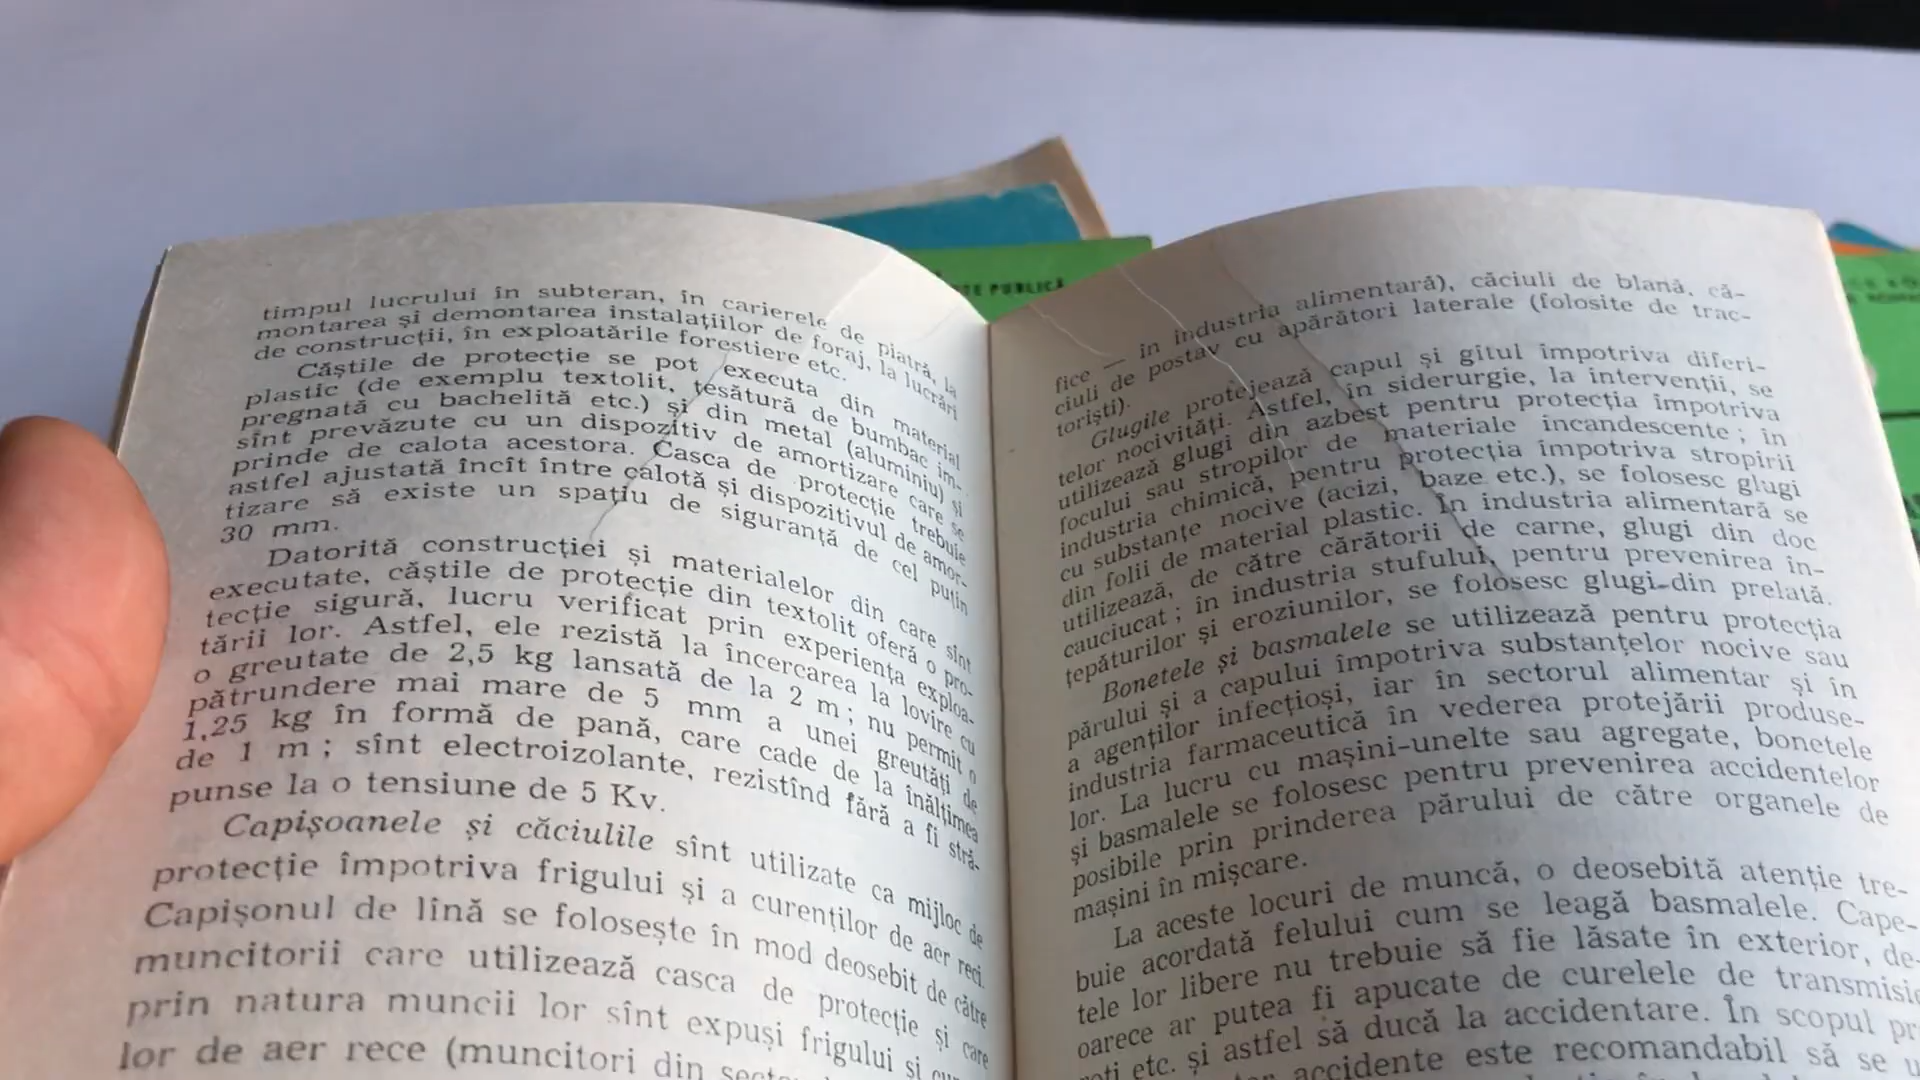 timpul lucrului în subteran, în carierele de piatră, la
montarea și demontarea instalațiilor de foraj, la lucrări
de construcții, în exploatările forestiere etc.
Căștile de protecție se pot executa din material
plastic (de exemplu textolit, țesătură de bumbac im-
pregnată cu bachelită etc.) și din metal (aluminiu) și
sînt prevăzute cu un dispozitiv de amortizare care se
prinde de calota acestora. Casca de protecție trebuie
astfel ajustată încît între calotă și dispozitivul de amor-
tizare să existe un spațiu de siguranță de cel puțin
30 mm.
Datorită construcției și materialelor din care sînt
executate, căștile de protecție din textolit oferă o pro-
tecție sigură, lucru verificat prin experiența exploa-
tării lor. Astfel, ele rezistă la încercarea la lovire cu
o greutate de 2,5 kg lansată de la 2 m ; nu permit o
pătrundere mai mare de 5 mm a unei greutăți de
1,25 kg în formă de pană, care cade de la înălțimea
de 1 m ; sînt electroizolante, rezistînd fără a fi stră-
punse la o tensiune de 5 Kv.
Capișoanele și căciulile sînt utilizate ca mijloc de
protecție împotriva frigului și a curenților de aer reci.
Capișonul de lînă se folosește în mod deosebit de către
muncitorii care utilizează casca de protecție și care
prin natura muncii lor sînt expuși frigului și
lor de aer rece (muncitori din
TE PUBLICĂ
fice — în industria alimentară), căciuli de blană, că-
ciuli de postav cu apărători laterale (folosite de trac-
toriști).
Glugile protejează capul și gîtul împotriva diferi-
telor nocivități. Astfel, în siderurgie, la intervenții, se
utilizează glugi din azbest pentru protecția împotriva
focului sau stropilor de materiale incandescente ; în
industria chimică, pentru protecția împotriva stropirii
cu substanțe nocive (acizi, baze etc.), se folosesc glugi
din folii de material plastic. În industria alimentară se
utilizează, de către cărătorii de carne, glugi din doc
cauciucat ; în industria stufului, pentru prevenirea în-
țepăturilor și eroziunilor, se folosesc glugi din prelată.
Bonetele și basmalele se utilizează pentru protecția
părului și a capului împotriva substanțelor nocive sau
a agenților infecțioși, iar în sectorul alimentar și în
industria farmaceutică în vederea protejării produse-
lor. La lucru cu mașini-unelte sau agregate, bonetele
și basmalele se folosesc pentru prevenirea accidentelor
posibile prin prinderea părului de către organele de
mașini în mișcare.
La aceste locuri de muncă, o deosebită atenție tre-
buie acordată felului cum se leagă basmalele. Cape-
tele lor libere nu trebuie să fie lăsate în exterior, de-
oarece ar putea fi apucate de curelele de
etc. și astfel să ducă la accidentare. În scopul
accidente este recomandabil să se